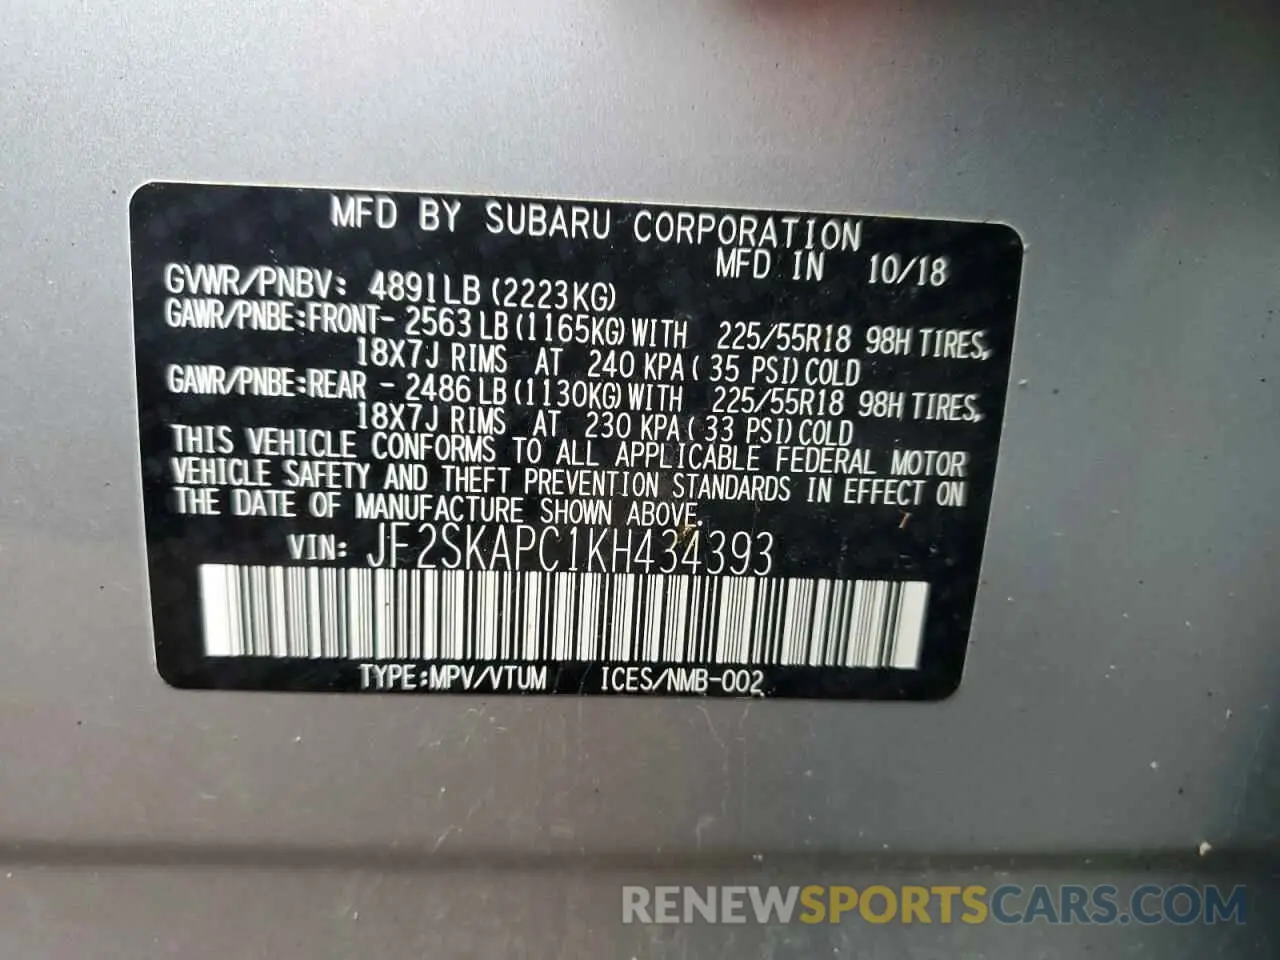 MFD BY SUBARU CORPORATION
MFD IN 10/18
GVWR/PNBV: 4891LB (2223KG)
GAWR/PNBE:FRONT- 2563LB (1165KG) WITH 225/55R18 98H TIRES,
18X7J RIMS AT 240 KPA ( 35 PSI) COLD
GAWR/PNBE:REAR - 2486LB (1130KG) WITH 225/55R18 98H TIRES,
18X7J RIMS AT 230 KPA ( 33 PSI) COLD
THIS VEHICLE CONFORMS TO ALL APPLICABLE FEDERAL MOTOR
VEHICLE SAFETY AND THEFT PREVENTION STANDARDS IN EFFECT ON
THE DATE OF MANUFACTURE SHOWN ABOVE.
VIN: JF2SKAPC1KH434393
TYPE:MPV/VTUM ICES/NMB-002
RENEWSPORTSCARS.COM